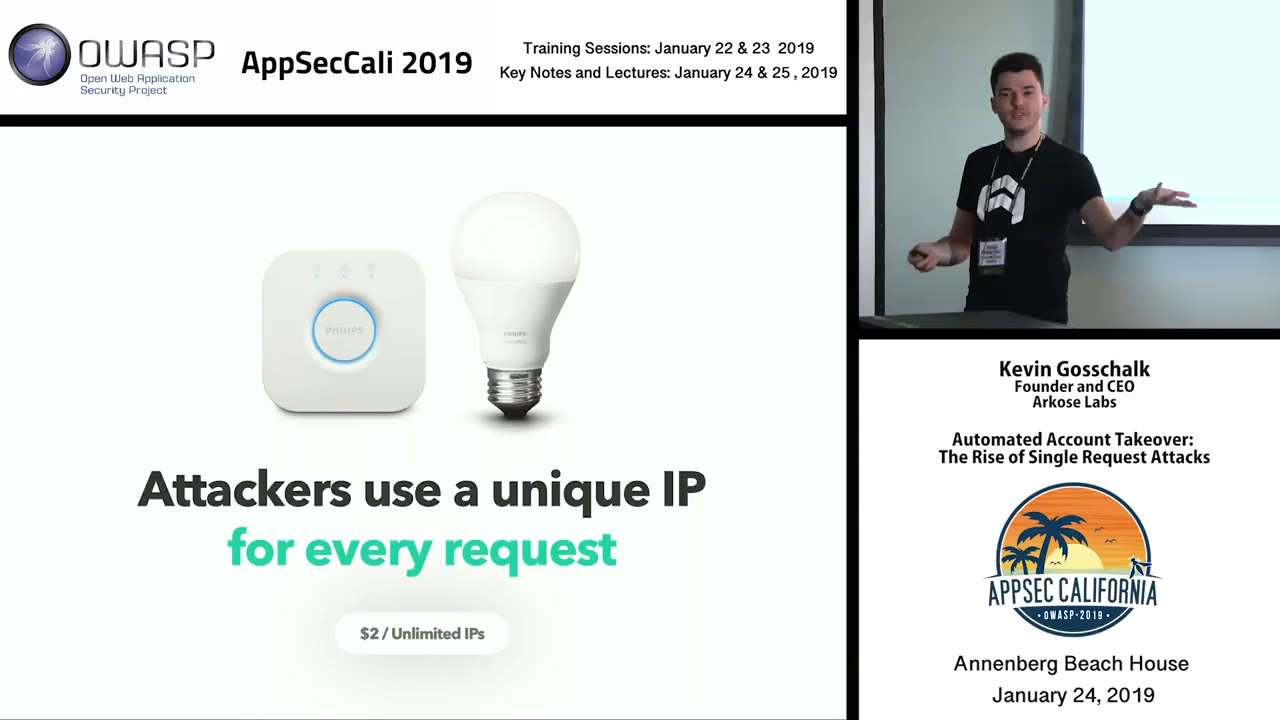 OWASP
Open Web Application
Security Project
AppSecCali 2019
Training Sessions: January 22 & 23 2019
Key Notes and Lectures: January 24 & 25 , 2019
PHILIPS
PHILIPS
Attackers use a unique IP
for every request
$2 / Unlimited IPs
Kevin Gosschalk
Founder and CEO
Arkose Labs
Automated Account Takeover:
The Rise of Single Request Attacks
APPSEC CALIFORNIA
• OWASP-2019 •
Annenberg Beach House
January 24, 2019